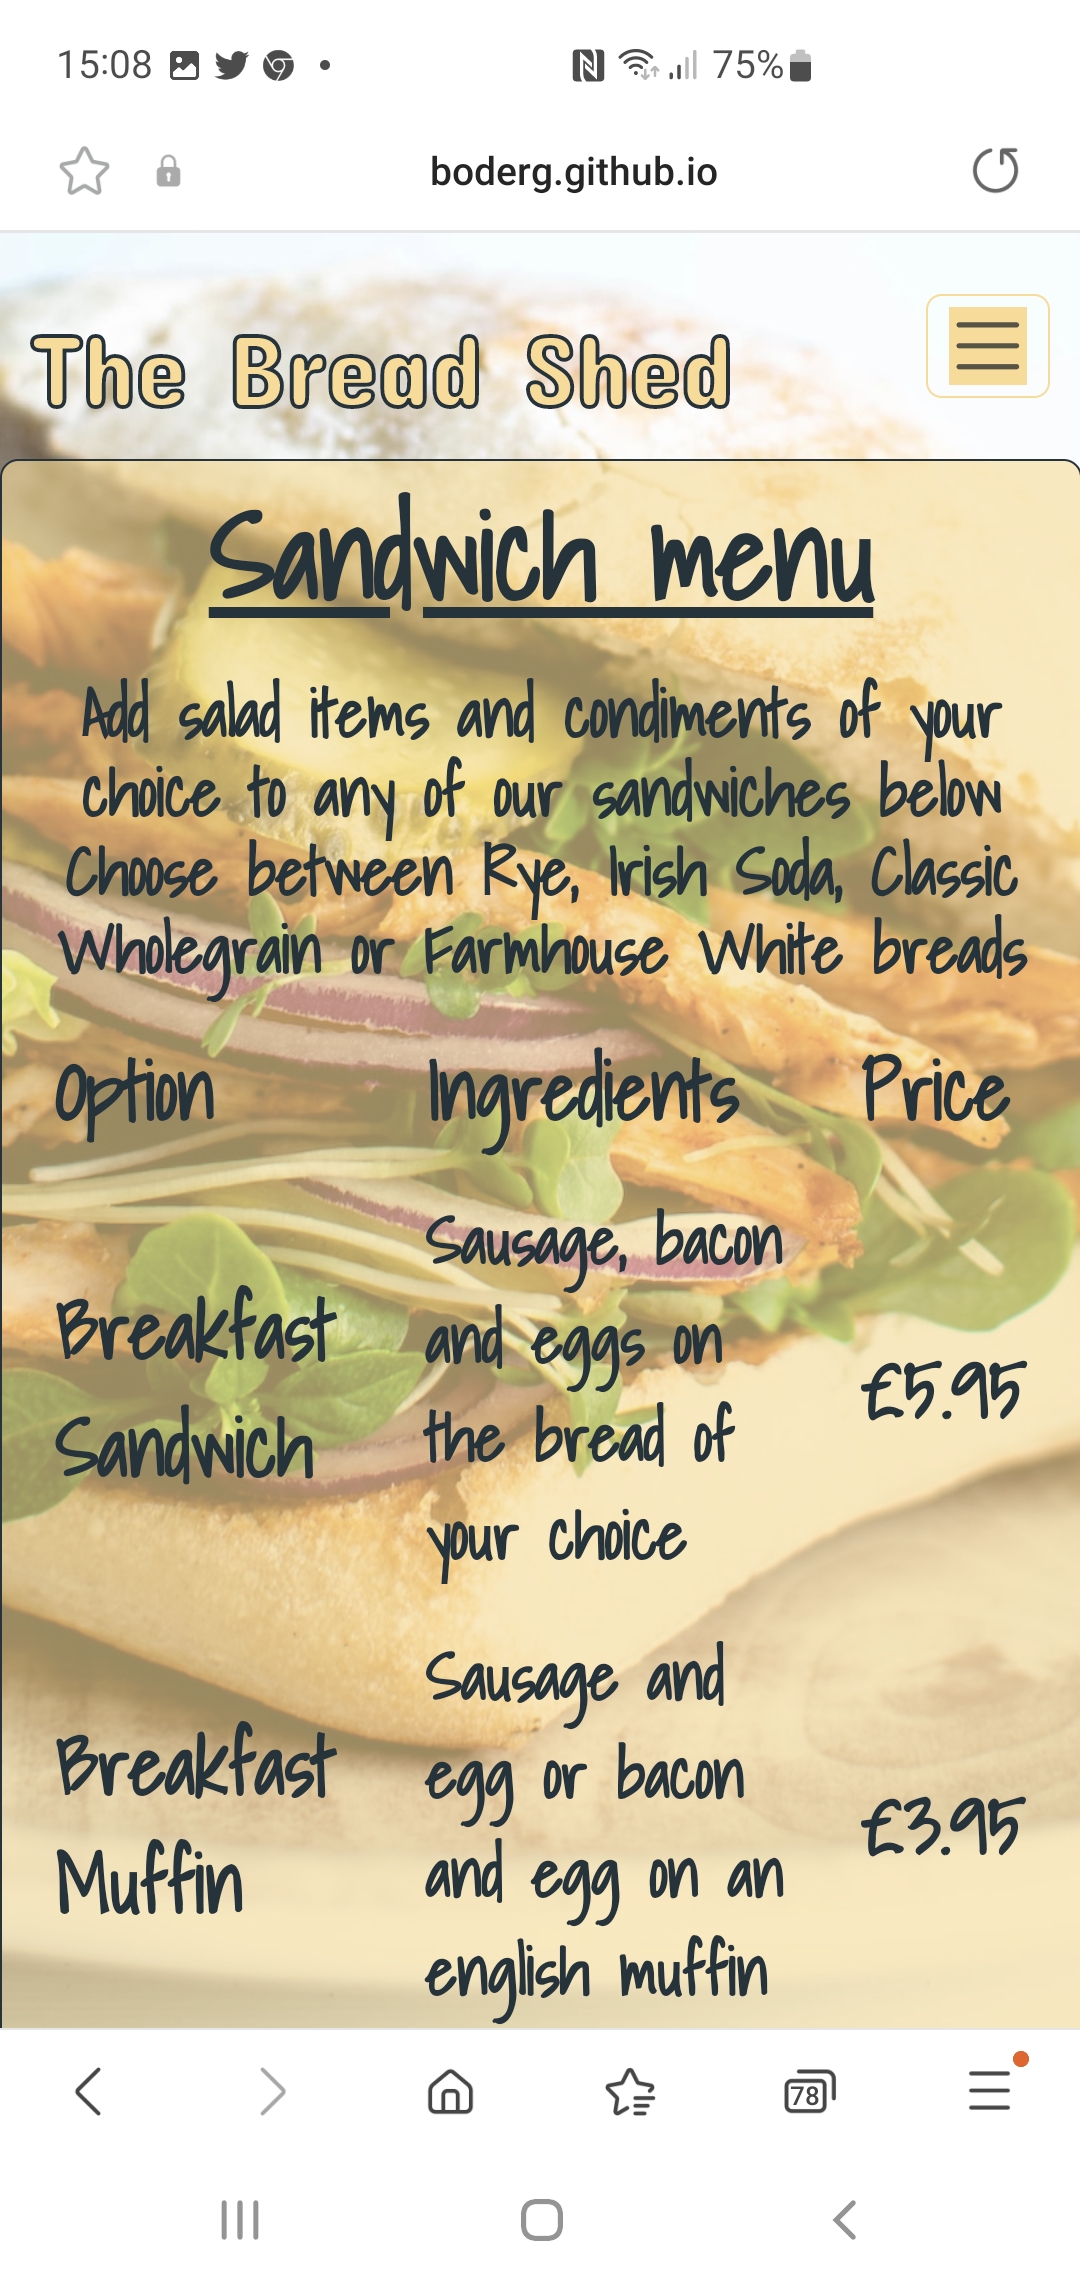 15:08
75%
boderg.github.io
The Bread Shed
Sandwich menu
Add salad items and condiments of your
choice to any of our sandwiches below
Choose between Rye, Irish Soda, Classic
Wholegrain or Farmhouse White breads
Option Ingredients Price
Breakfast
Sandwich
Sausage, bacon
and eggs on
the bread of
your choice
£5.95
Breakfast
Muffin
Sausage and
egg or bacon
and egg on an
english muffin
£3.95
78